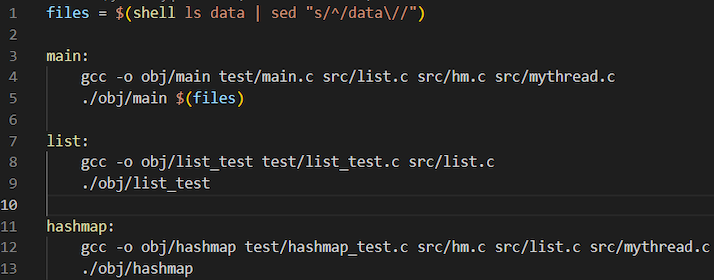 1 files = $(shell ls data | sed "s/^/data\//")
2
3 main:
4 gcc -o obj/main test/main.c src/list.c src/hm.c src/mythread.c
5 ./obj/main $(files)
6
7 list:
8 gcc -o obj/list_test test/list_test.c src/list.c
9 ./obj/list_test
10
11 hashmap:
12 gcc -o obj/hashmap test/hashmap_test.c src/hm.c src/list.c src/mythread.c
13 ./obj/hashmap